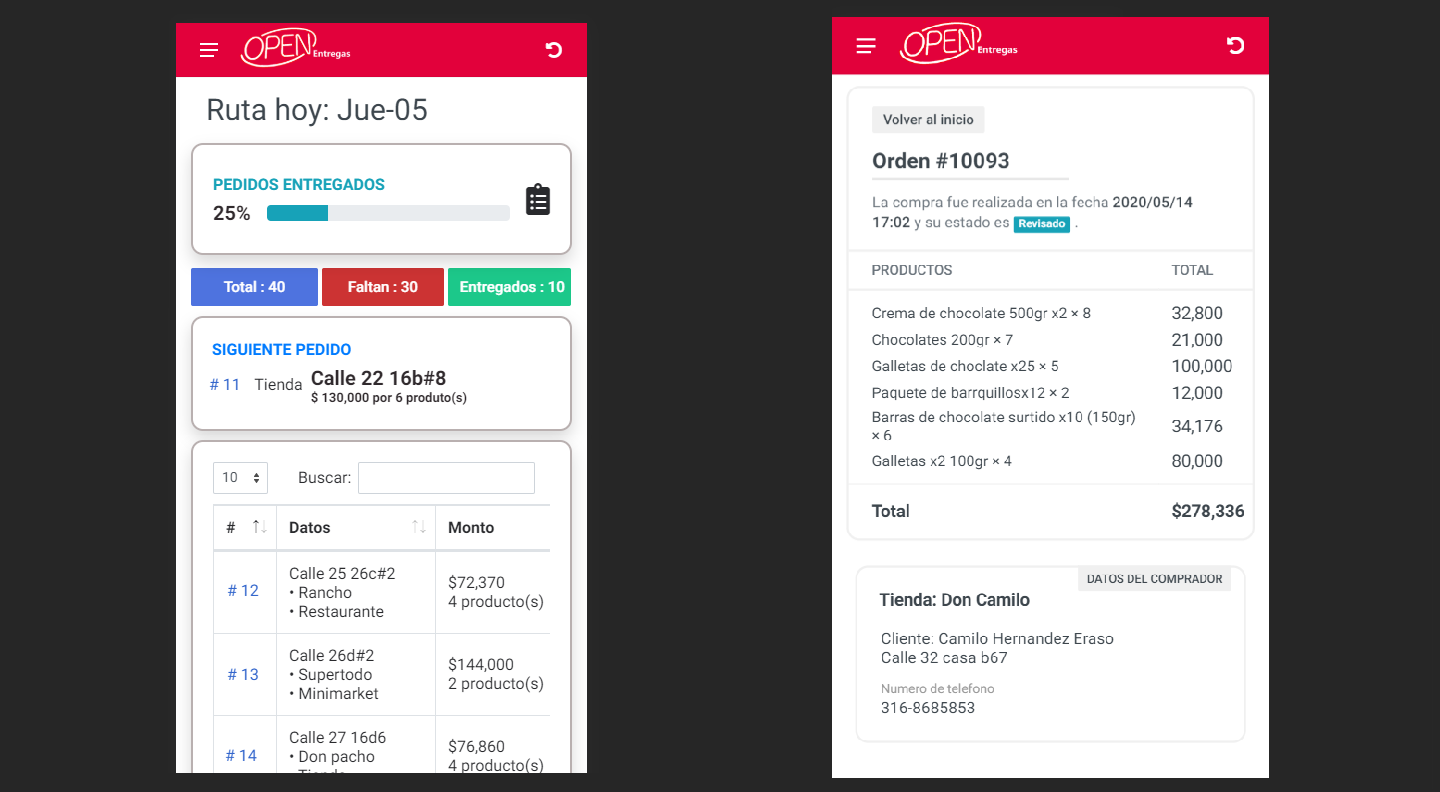 OPEN Entregas
Ruta hoy: Jue-05
PEDIDOS ENTREGADOS
25%
Total : 40 Faltan : 30 Entregados : 10
SIGUIENTE PEDIDO
# 11 Tienda Calle 22 16b#8
$ 130,000 por 6 produto(s)
10 Buscar:
# Datos Monto
# 12 Calle 25 26c#2 $72,370
• Rancho 4 producto(s)
• Restaurante
# 13 Calle 26d#2 $144,000
• Supertodo 2 producto(s)
• Minimarket
# 14 Calle 27 16d6 $76,860
• Don pacho 4 producto(s)
• Tienda
OPEN Entregas
Volver al inicio
Orden #10093
La compra fue realizada en la fecha 2020/05/14
17:02 y su estado es Revisado .
PRODUCTOS TOTAL
Crema de chocolate 500gr x2 × 8 32,800
Chocolates 200gr × 7 21,000
Galletas de choclate x25 × 5 100,000
Paquete de barrquillosx12 × 2 12,000
Barras de chocolate surtido x10 (150gr)
× 6 34,176
Galletas x2 100gr × 4 80,000
Total $278,336
DATOS DEL COMPRADOR
Tienda: Don Camilo
Cliente: Camilo Hernandez Eraso
Calle 32 casa b67
Numero de telefono
316-8685853